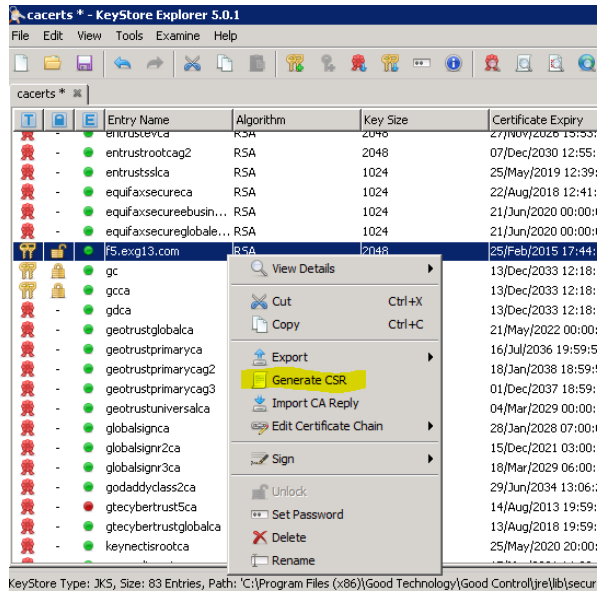 cacerts * - KeyStore Explorer 5.0.1
File Edit View Tools Examine Help
cacerts *
T E Entry Name Algorithm Key Size Certificate Expiry
entrustevca RSA 2048 27/Nov/2026 15:53:
entrustrootcag2 RSA 2048 07/Dec/2030 12:55:
entrustsslca RSA 1024 25/May/2019 12:39:
equifaxsecureca RSA 1024 22/Aug/2018 12:41:
equifaxsecureebusin... RSA 1024 21/Jun/2020 00:00:
equifaxsecureglobale... RSA 1024 21/Jun/2020 00:00:
f5.exg13.com RSA 2048 25/Feb/2015 17:44:
gc 13/Dec/2033 12:18:
gcca 13/Dec/2033 12:18:
gdca 13/Dec/2033 12:18:
geotrustglobalca 21/May/2022 00:00:
geotrustprimaryca 16/Jul/2036 19:59:5
geotrustprimarycag2 18/Jan/2038 18:59:5
geotrustprimarycag3 01/Dec/2037 18:59:
geotrustuniversalca 04/Mar/2029 00:00:
globalsignca 28/Jan/2028 07:00:
globalsignr2ca 15/Dec/2021 03:00:
globalsignr3ca 18/Mar/2029 06:00:
godaddyclass2ca 29/Jun/2034 13:06:
gtecybertrust5ca 14/Aug/2013 19:59:
gtecybertrustglobalca 13/Aug/2018 19:59:
keynectisrootca 25/May/2020 20:00:
View Details
Cut Ctrl+X
Copy Ctrl+C
Export
Generate CSR
Import CA Reply
Edit Certificate Chain
Sign
Unlock
Set Password
Delete
Rename
KeyStore Type: JKS, Size: 83 Entries, Path: 'C:\Program Files (x86)\Good Technology\Good Control\jre\lib\secur